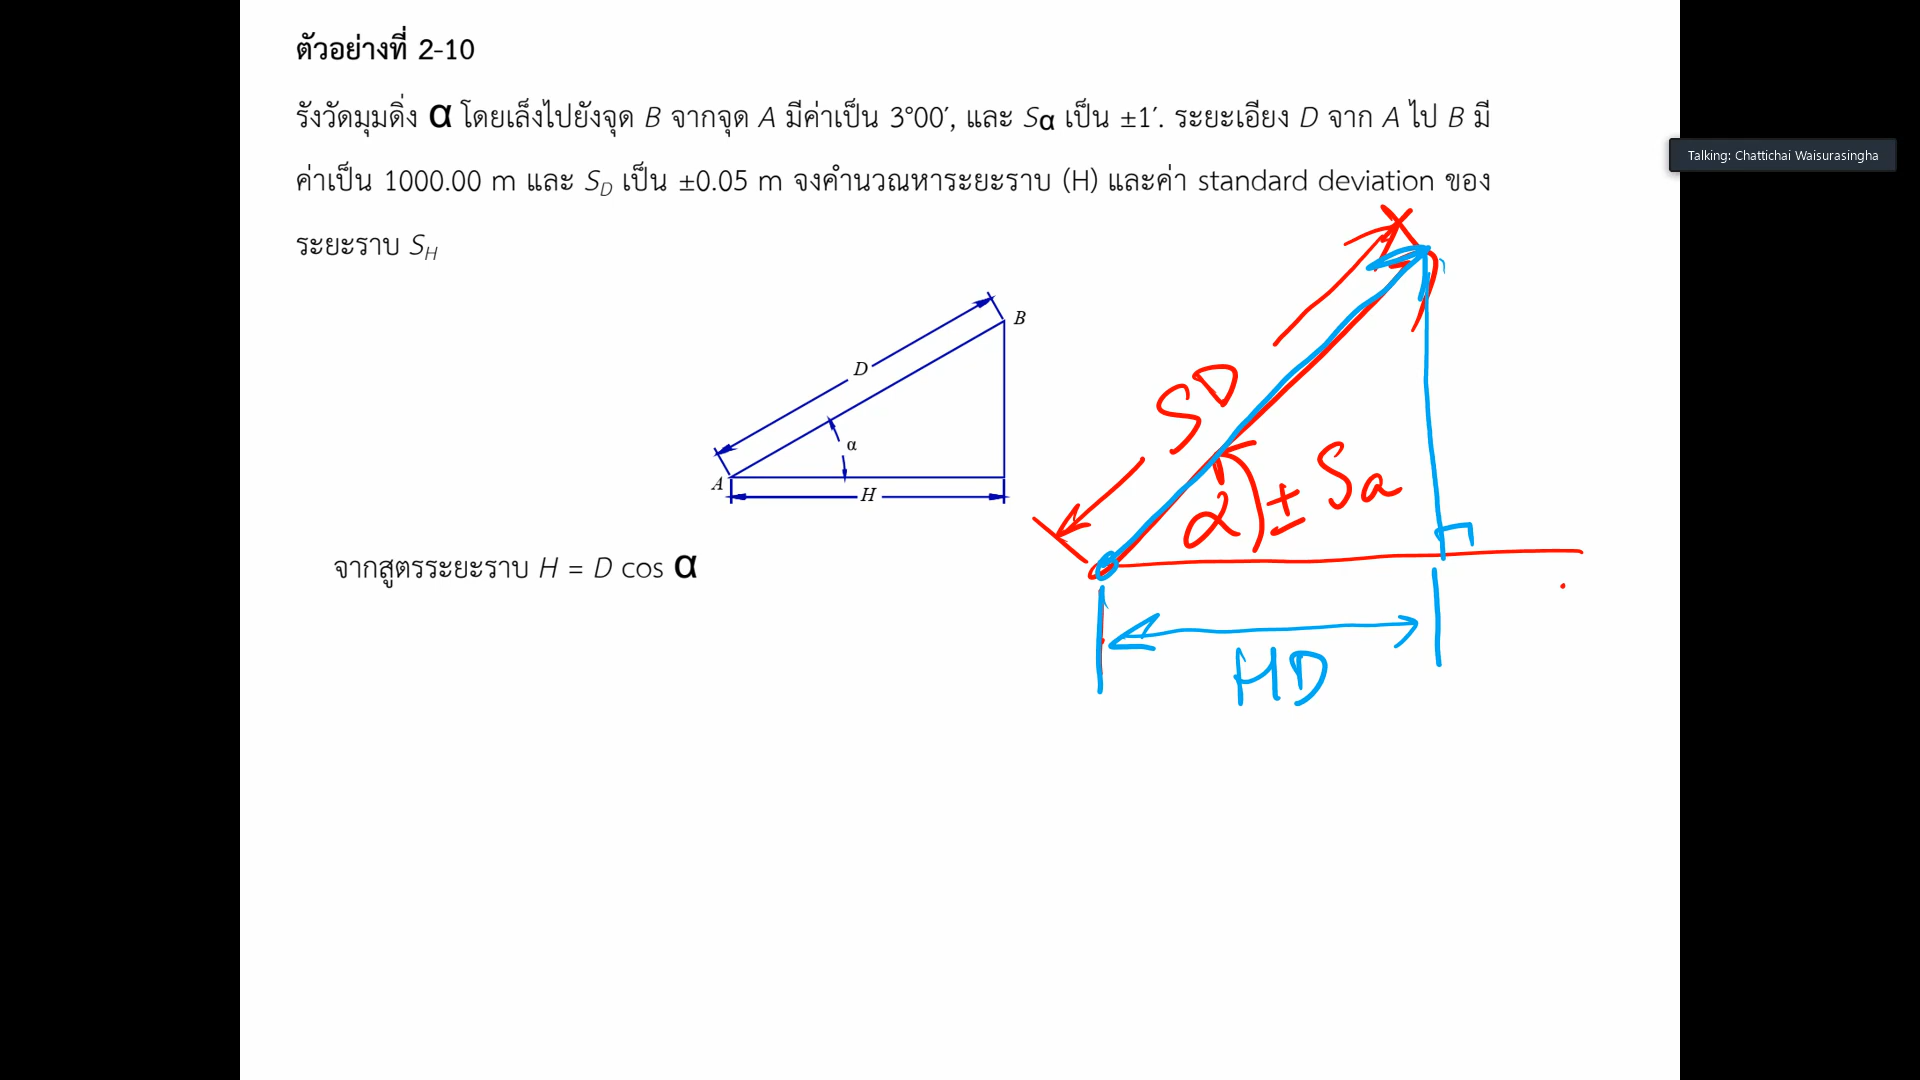 ตัวอย่างที่ 2-10
รังวัดมุมดิ่ง α โดยเล็งไปยังจุด B จากจุด A มีค่าเป็น 3°00′, และ Sα เป็น ±1′. ระยะเอียง D จาก A ไป B มี
ค่าเป็น 1000.00 m และ SD เป็น ±0.05 m จงคำนวณหาระยะราบ (H) และค่า standard deviation ของ
ระยะราบ SH
Talking: Chattichai Waisurasingha
B
D
α
A
H
SD
α ± Sα
HD
จากสูตรระยะราบ H = D cos α